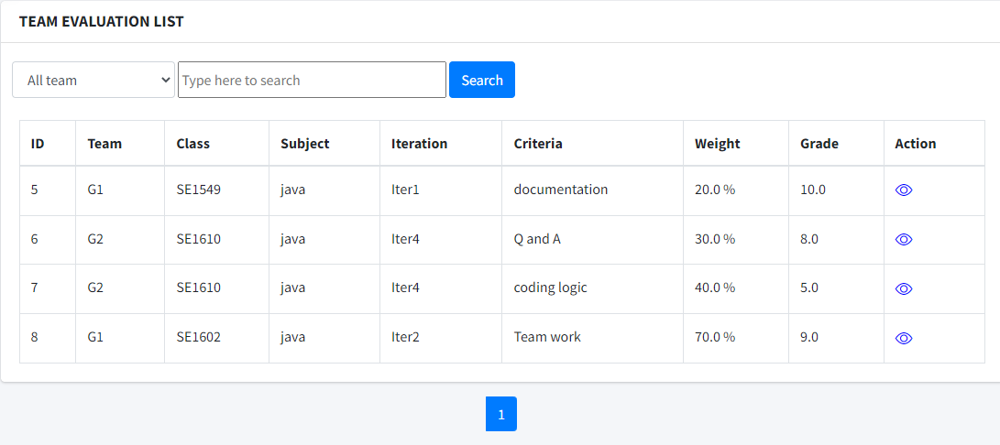 TEAM EVALUATION LIST
All team Type here to search Search
ID Team Class Subject Iteration Criteria Weight Grade Action
5 G1 SE1549 java Iter1 documentation 20.0 % 10.0
6 G2 SE1610 java Iter4 Q and A 30.0 % 8.0
7 G2 SE1610 java Iter4 coding logic 40.0 % 5.0
8 G1 SE1602 java Iter2 Team work 70.0 % 9.0
1